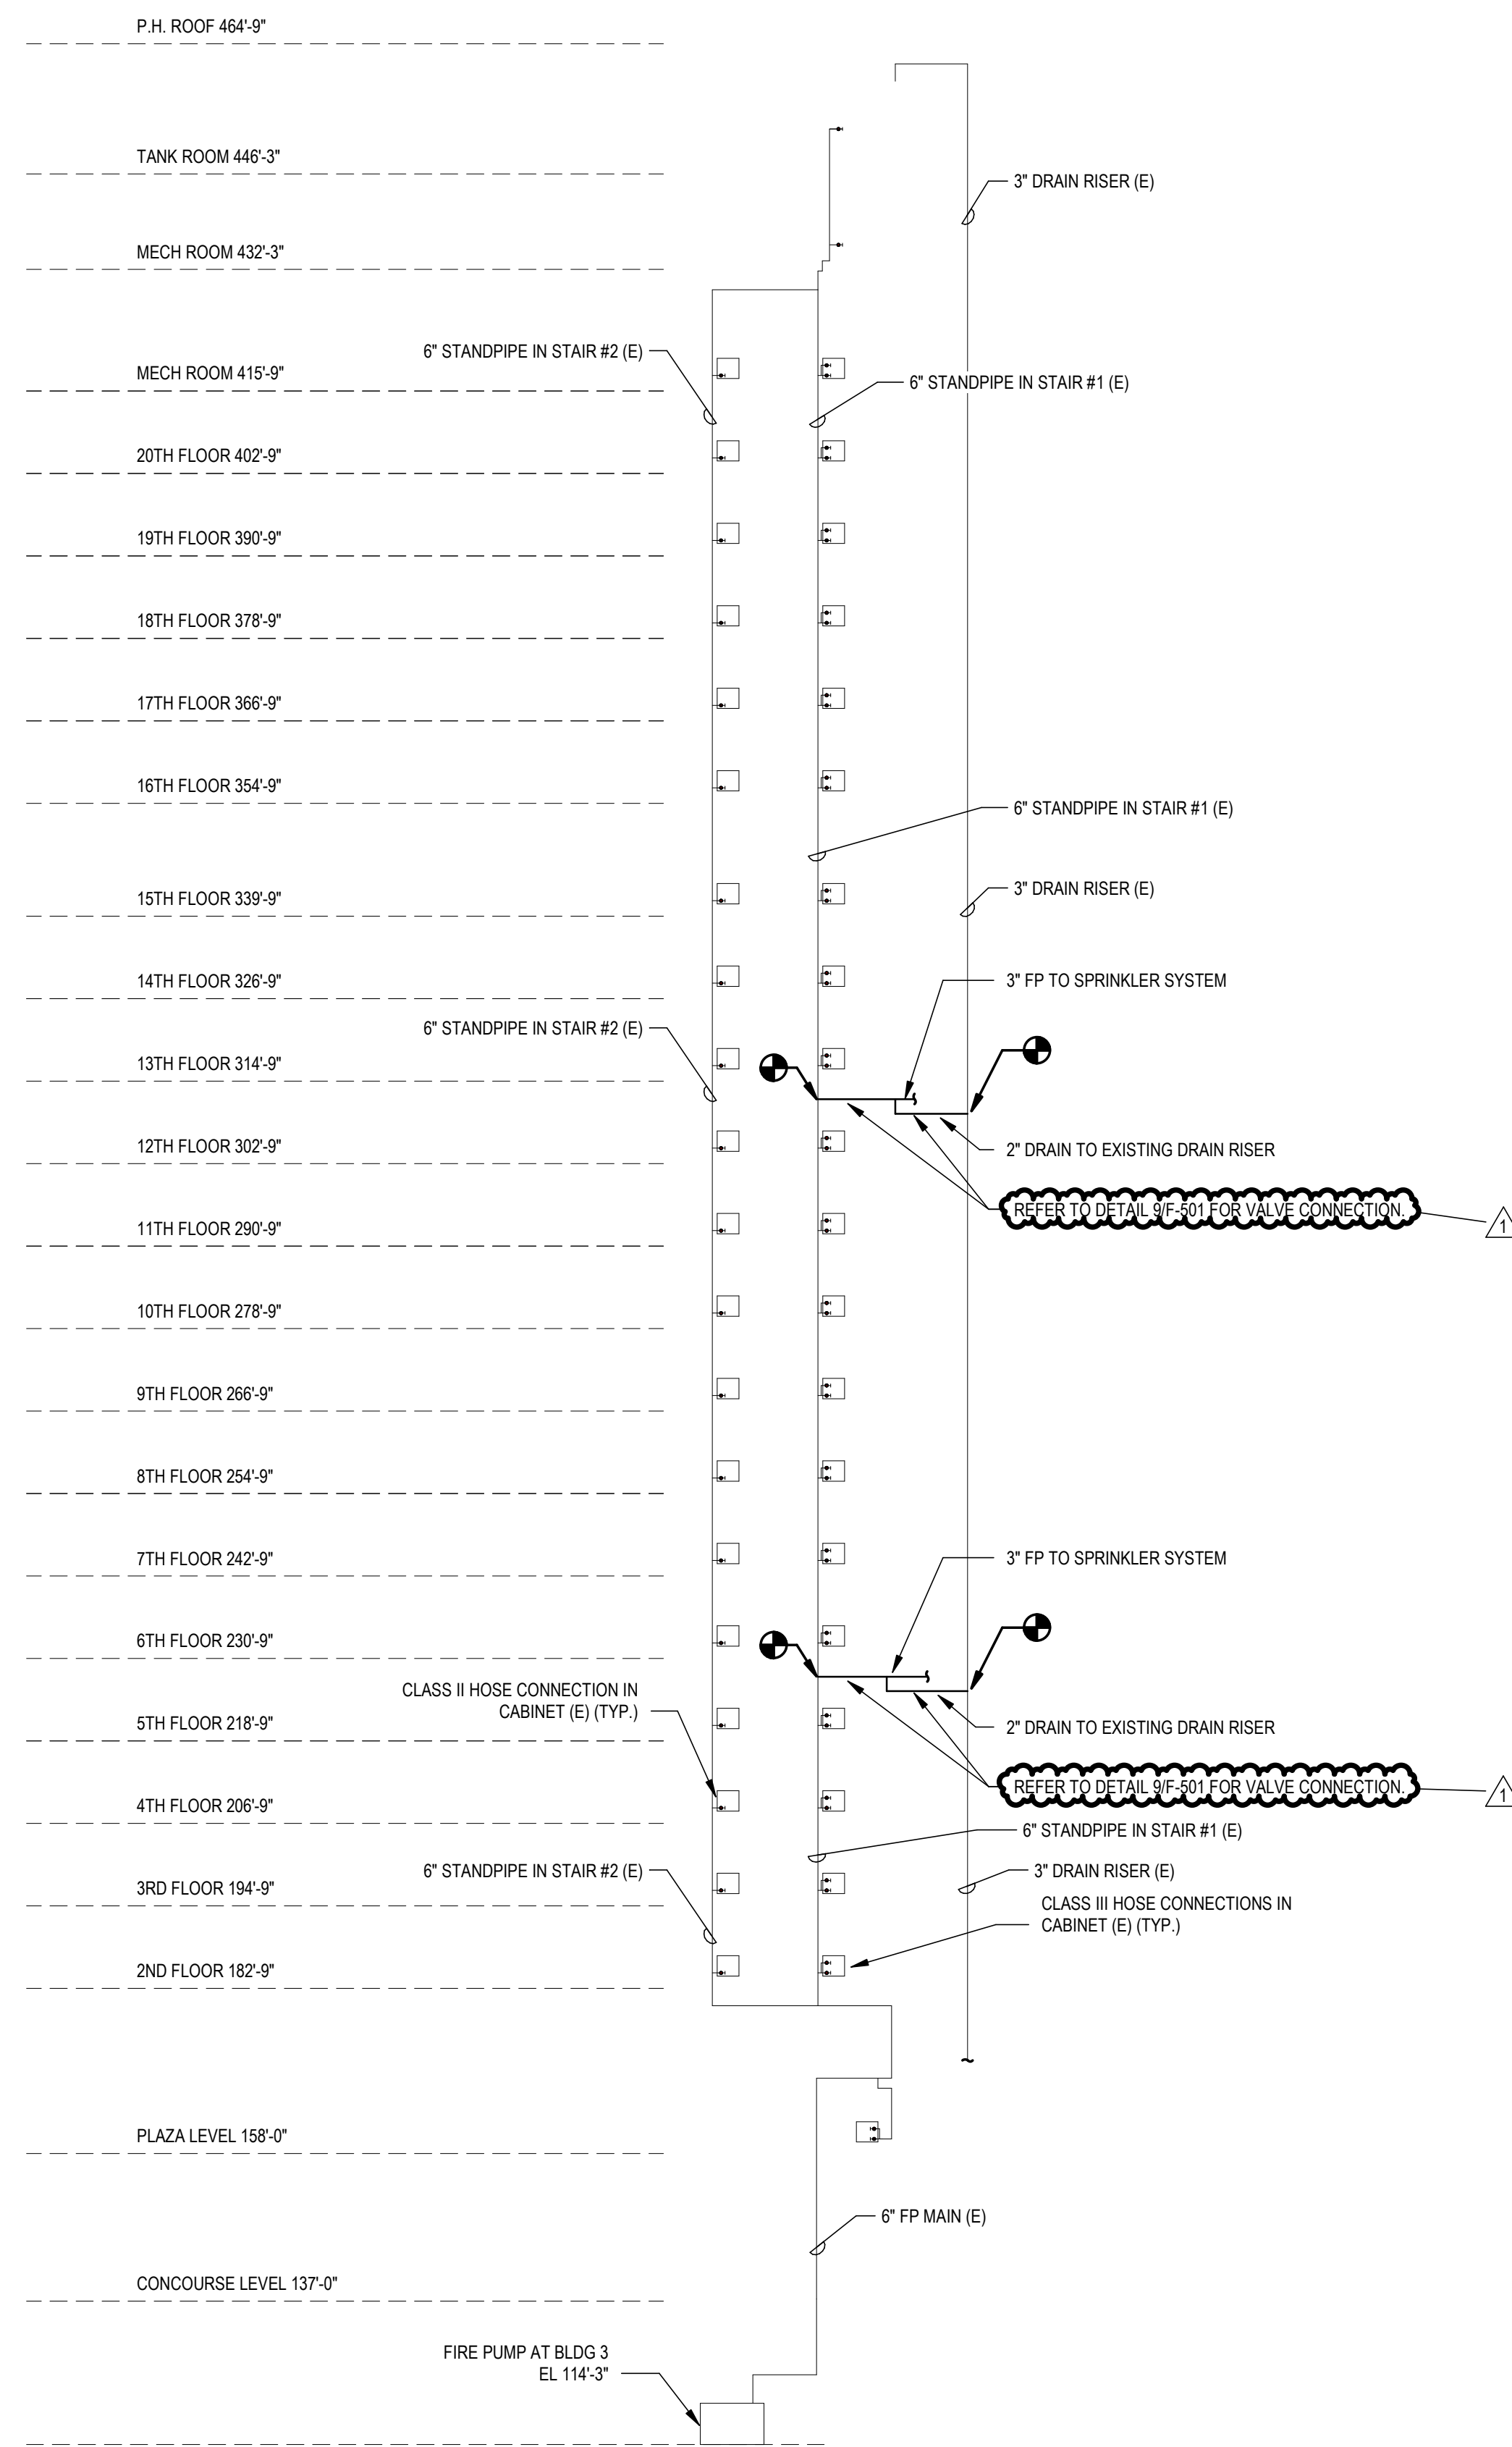 P.H. ROOF 464'-9"
TANK ROOM 446'-3"
3" DRAIN RISER (E)
MECH ROOM 432'-3"
6" STANDPIPE IN STAIR #2 (E)
MECH ROOM 415'-9"
6" STANDPIPE IN STAIR #1 (E)
20TH FLOOR 402'-9"
19TH FLOOR 390'-9"
18TH FLOOR 378'-9"
17TH FLOOR 366'-9"
16TH FLOOR 354'-9"
6" STANDPIPE IN STAIR #1 (E)
15TH FLOOR 339'-9"
3" DRAIN RISER (E)
14TH FLOOR 326'-9"
3" FP TO SPRINKLER SYSTEM
6" STANDPIPE IN STAIR #2 (E)
13TH FLOOR 314'-9"
12TH FLOOR 302'-9"
2" DRAIN TO EXISTING DRAIN RISER
REFER TO DETAIL 9/F-501 FOR VALVE CONNECTION.
1
11TH FLOOR 290'-9"
10TH FLOOR 278'-9"
9TH FLOOR 266'-9"
8TH FLOOR 254'-9"
7TH FLOOR 242'-9"
3" FP TO SPRINKLER SYSTEM
6TH FLOOR 230'-9"
CLASS II HOSE CONNECTION IN
CABINET (E) (TYP.)
5TH FLOOR 218'-9"
2" DRAIN TO EXISTING DRAIN RISER
REFER TO DETAIL 9/F-501 FOR VALVE CONNECTION.
1
4TH FLOOR 206'-9"
6" STANDPIPE IN STAIR #1 (E)
6" STANDPIPE IN STAIR #2 (E)
3" DRAIN RISER (E)
3RD FLOOR 194'-9"
CLASS III HOSE CONNECTIONS IN
CABINET (E) (TYP.)
2ND FLOOR 182'-9"
PLAZA LEVEL 158'-0"
6" FP MAIN (E)
CONCOURSE LEVEL 137'-0"
FIRE PUMP AT BLDG 3
EL 114'-3"